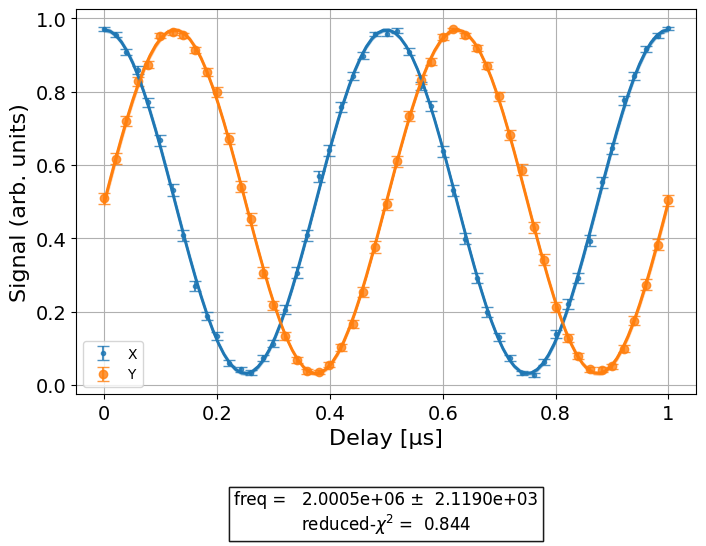 1.0
0.8
0.6
0.4
0.2
0.0
Signal (arb. units)
X
Y
0 0.2 0.4 0.6 0.8 1
Delay [µs]
freq = 2.0005e+06 ± 2.1190e+03
reduced-χ² = 0.844